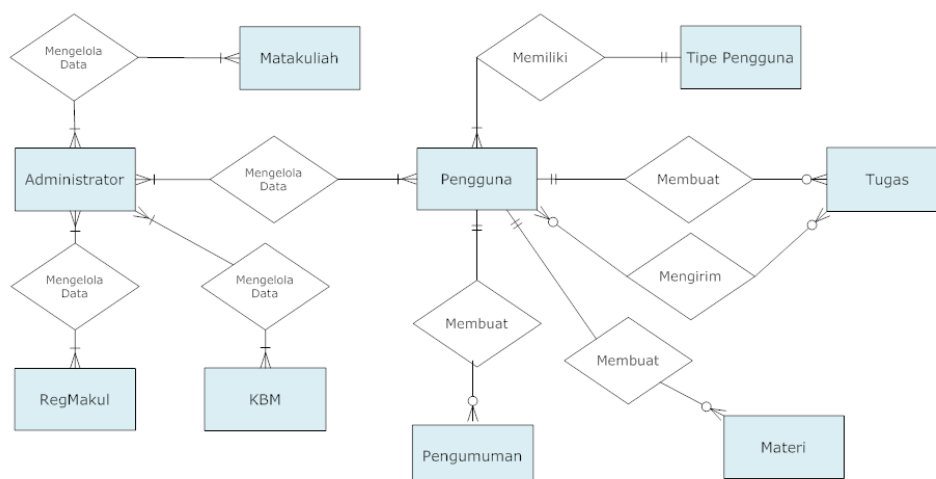 Mengelola
Data
Matakuliah
Memiliki
Tipe Pengguna
Administrator
Mengelola
Data
Pengguna
Membuat
Tugas
Mengelola
Data
Mengelola
Data
Mengirim
Membuat
Membuat
RegMakul
KBM
Pengumuman
Materi